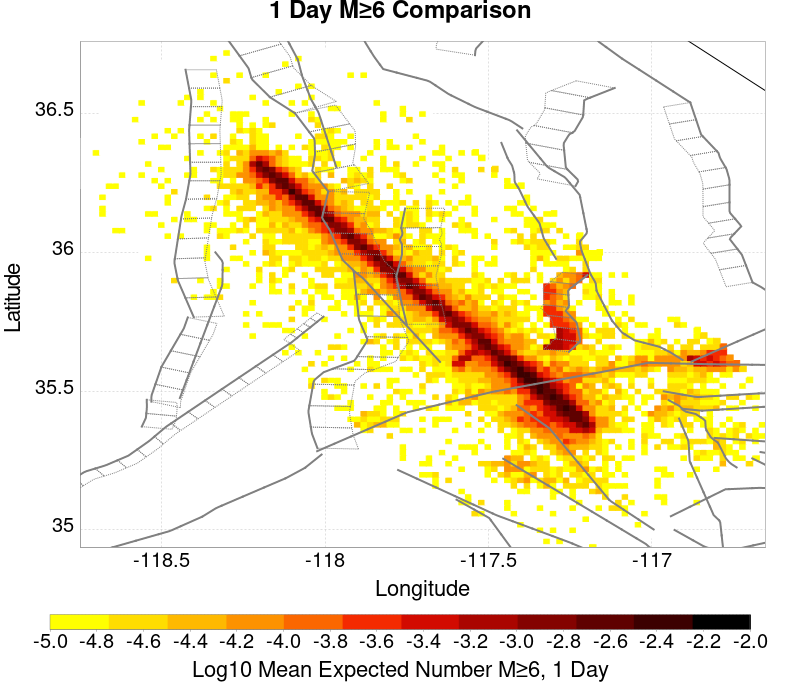 1 Day M≥6 Comparison
36.5
36
35.5
35
Latitude
-118.5 -118 -117.5 -117
Longitude
-5.0 -4.8 -4.6 -4.4 -4.2 -4.0 -3.8 -3.6 -3.4 -3.2 -3.0 -2.8 -2.6 -2.4 -2.2 -2.0
Log10 Mean Expected Number M≥6, 1 Day